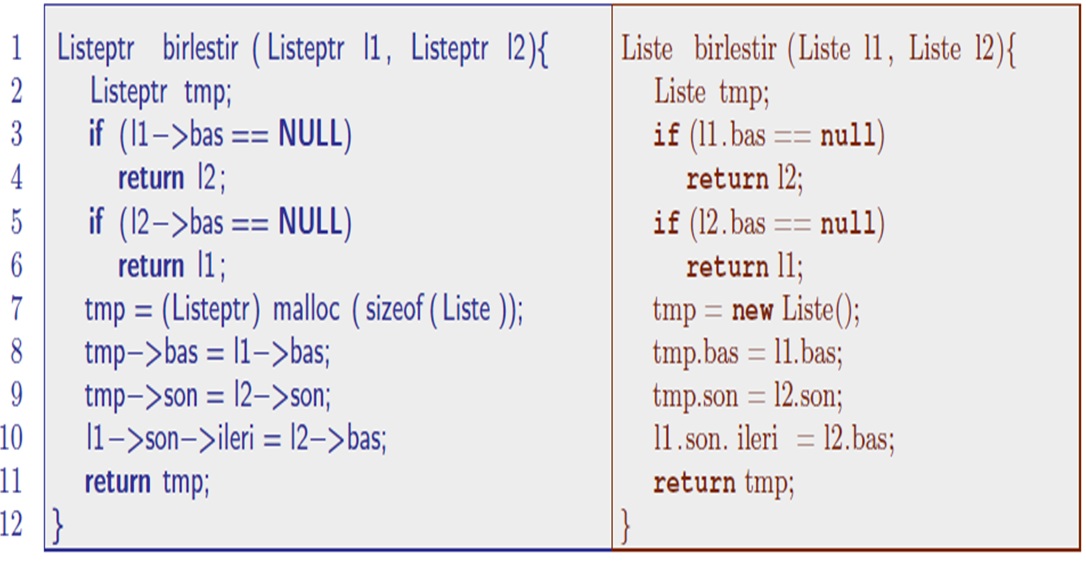 1 Listeptr birlestir (Listeptr l1, Listeptr l2){ Liste birlestir (Liste l1, Liste l2){
2 Listeptr tmp; Liste tmp;
3 if (l1->bas == NULL) if (l1.bas == null)
4 return l2; return l2;
5 if (l2->bas == NULL) if (l2.bas == null)
6 return l1; return l1;
7 tmp = (Listeptr) malloc (sizeof(Liste )); tmp = new Liste();
8 tmp->bas = l1->bas; tmp.bas = l1.bas;
9 tmp->son = l2->son; tmp.son = l2.son;
10 l1->son->ileri = l2->bas; l1.son. ileri = l2.bas;
11 return tmp; return tmp;
12 } }